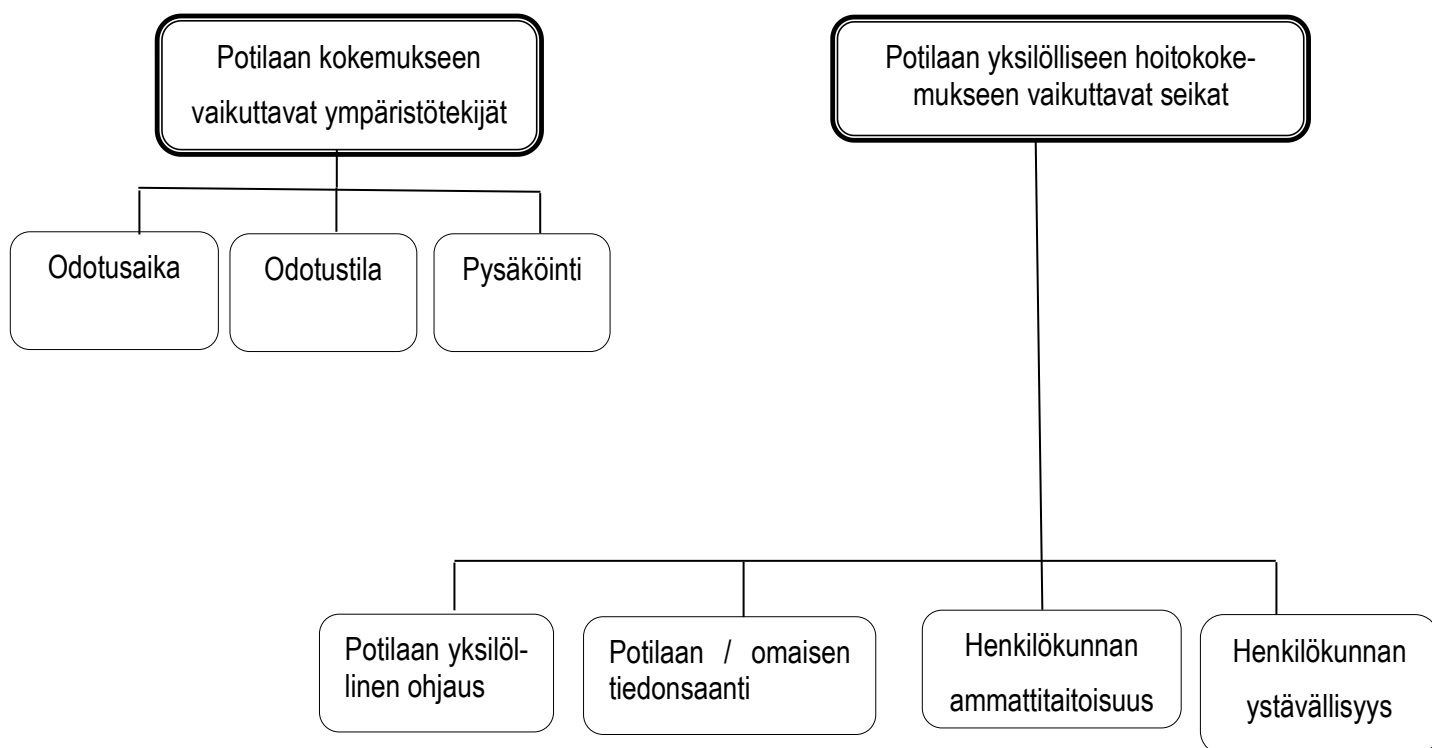 Potilaan kokemukseen
vaikuttavat ympäristötekijät
Potilaan yksilölliseen hoitokoke-
mukseen vaikuttavat seikat
Odotusaika
Odotustila
Pysäköinti
Potilaan yksilöl-
linen ohjaus
Potilaan / omaisen
tiedonsaanti
Henkilökunnan
ammattitaitoisuus
Henkilökunnan
ystävällisyys